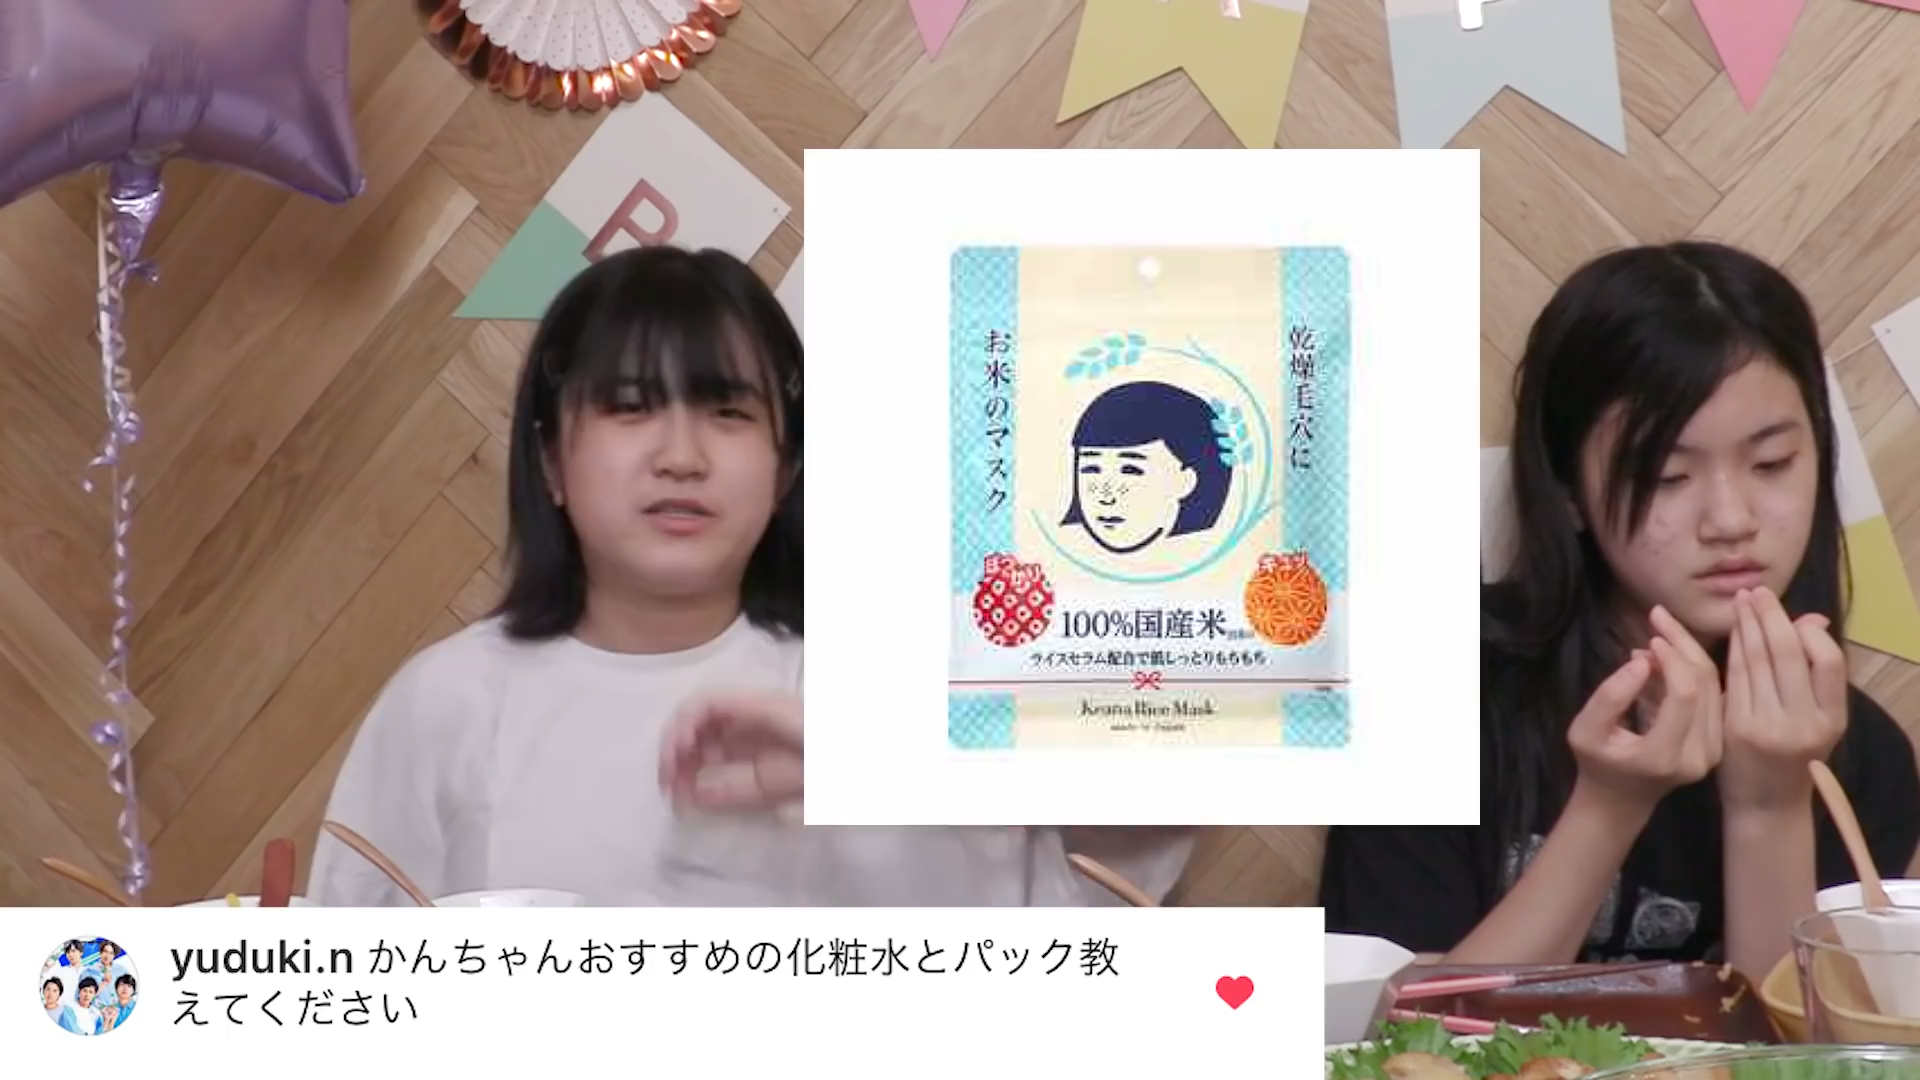 B
乾燥毛穴に
お米のマスク
100%国産米
ライスセラム配合で肌しっとりもちもち
Keana Rice Mask
made in Japan
yuduki.n かんちゃんおすすめの化粧水とパック教
えてください